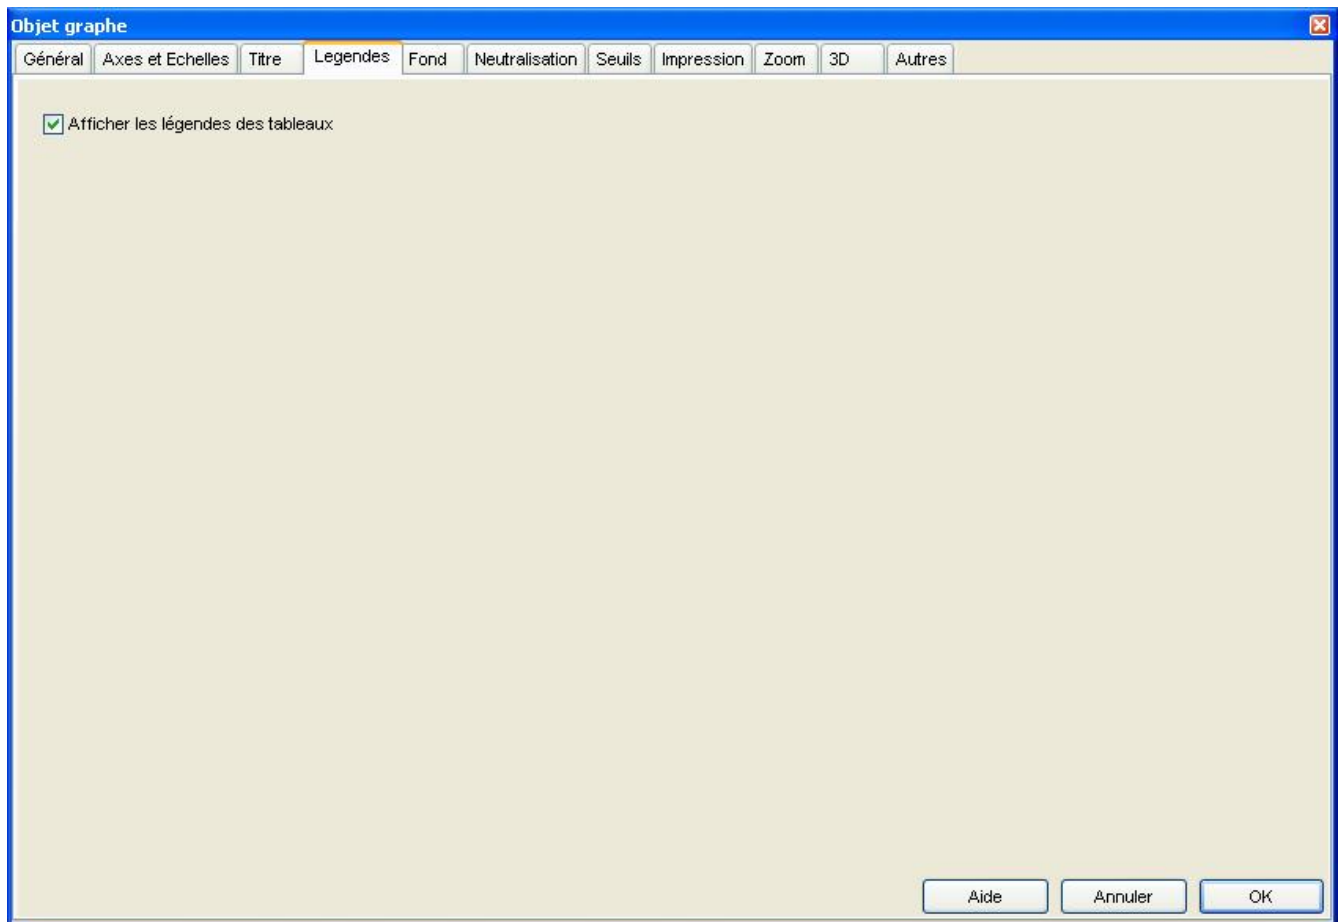 Objet graphe
Général Axes et Echelles Titre Legendes Fond Neutralisation Seuils Impression Zoom 3D Autres
Afficher les légendes des tableaux
Aide Annuler OK